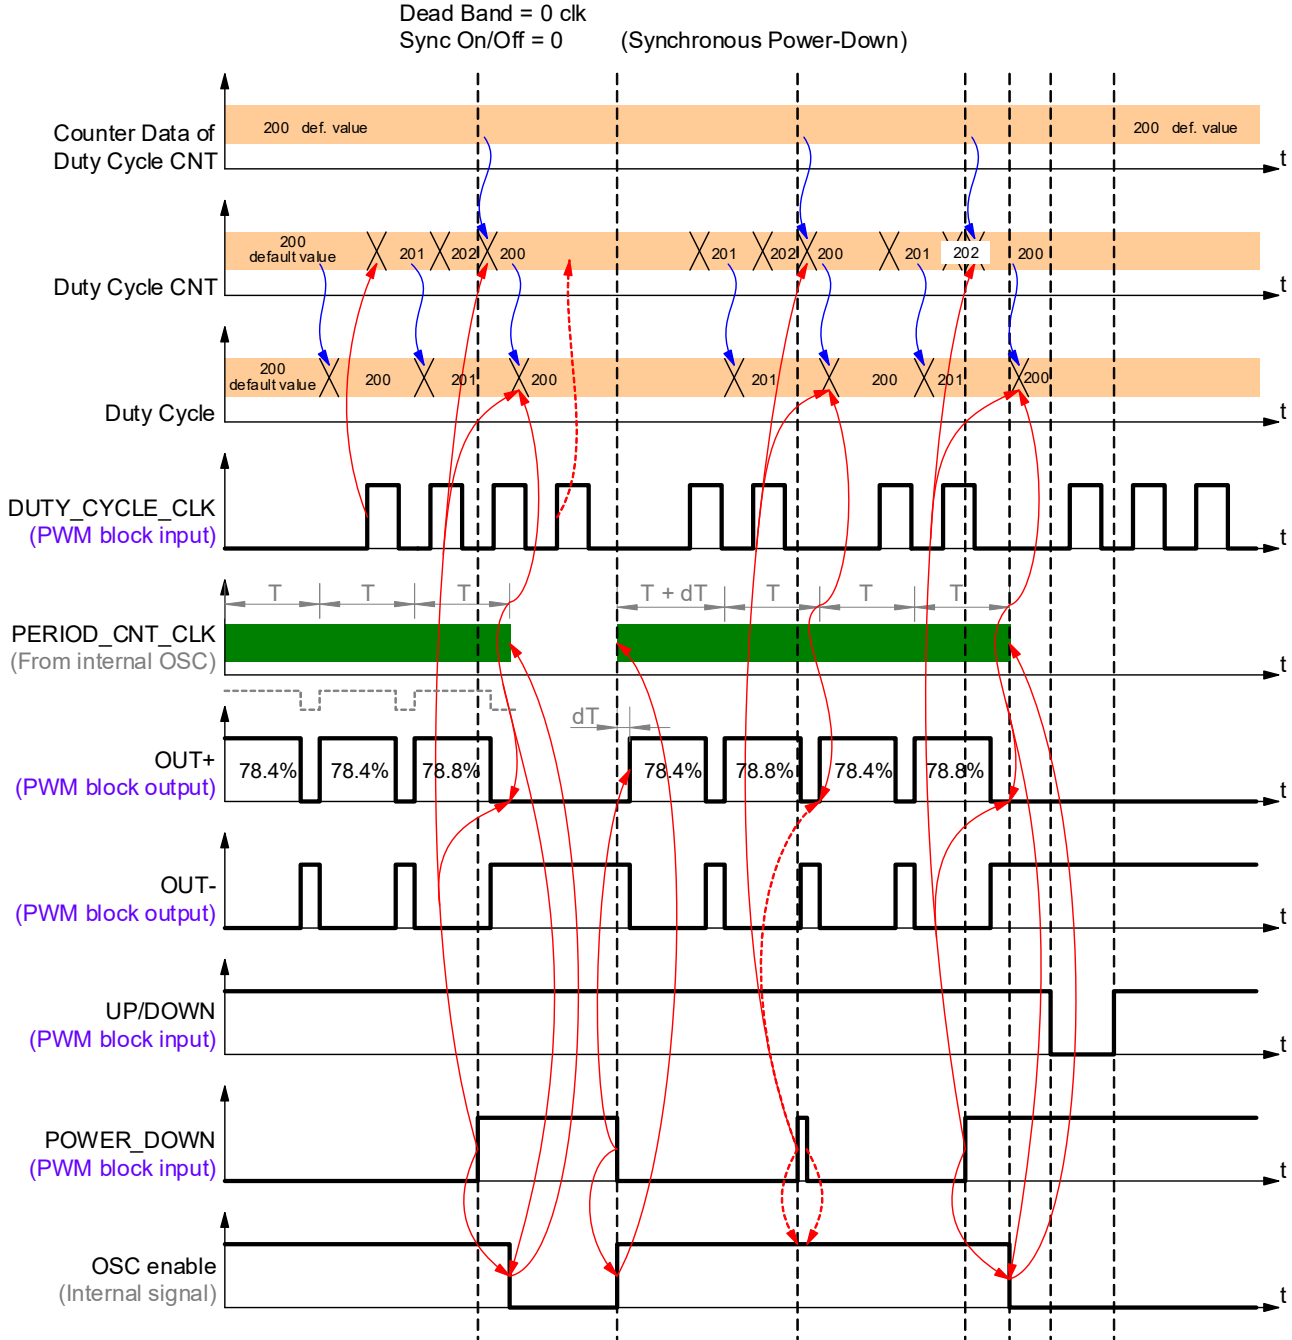 Dead Band = 0 clk
Sync On/Off = 0 (Synchronous Power-Down)
200 def. value 200 def. value
Counter Data of
Duty Cycle CNT
t
200
default value 201 202 200 201 202 200 201 202 200
Duty Cycle CNT
t
200
default value 200 201 200 201 200 201 200
Duty Cycle
t
DUTY_CYCLE_CLK
(PWM block input)
t
T T T T + dT T T T
PERIOD_CNT_CLK
(From internal OSC)
t
dT
OUT+
(PWM block output)
78.4% 78.4% 78.8% 78.4% 78.8% 78.4% 78.8%
t
OUT-
(PWM block output)
t
UP/DOWN
(PWM block input)
t
POWER_DOWN
(PWM block input)
t
OSC enable
(Internal signal)
t